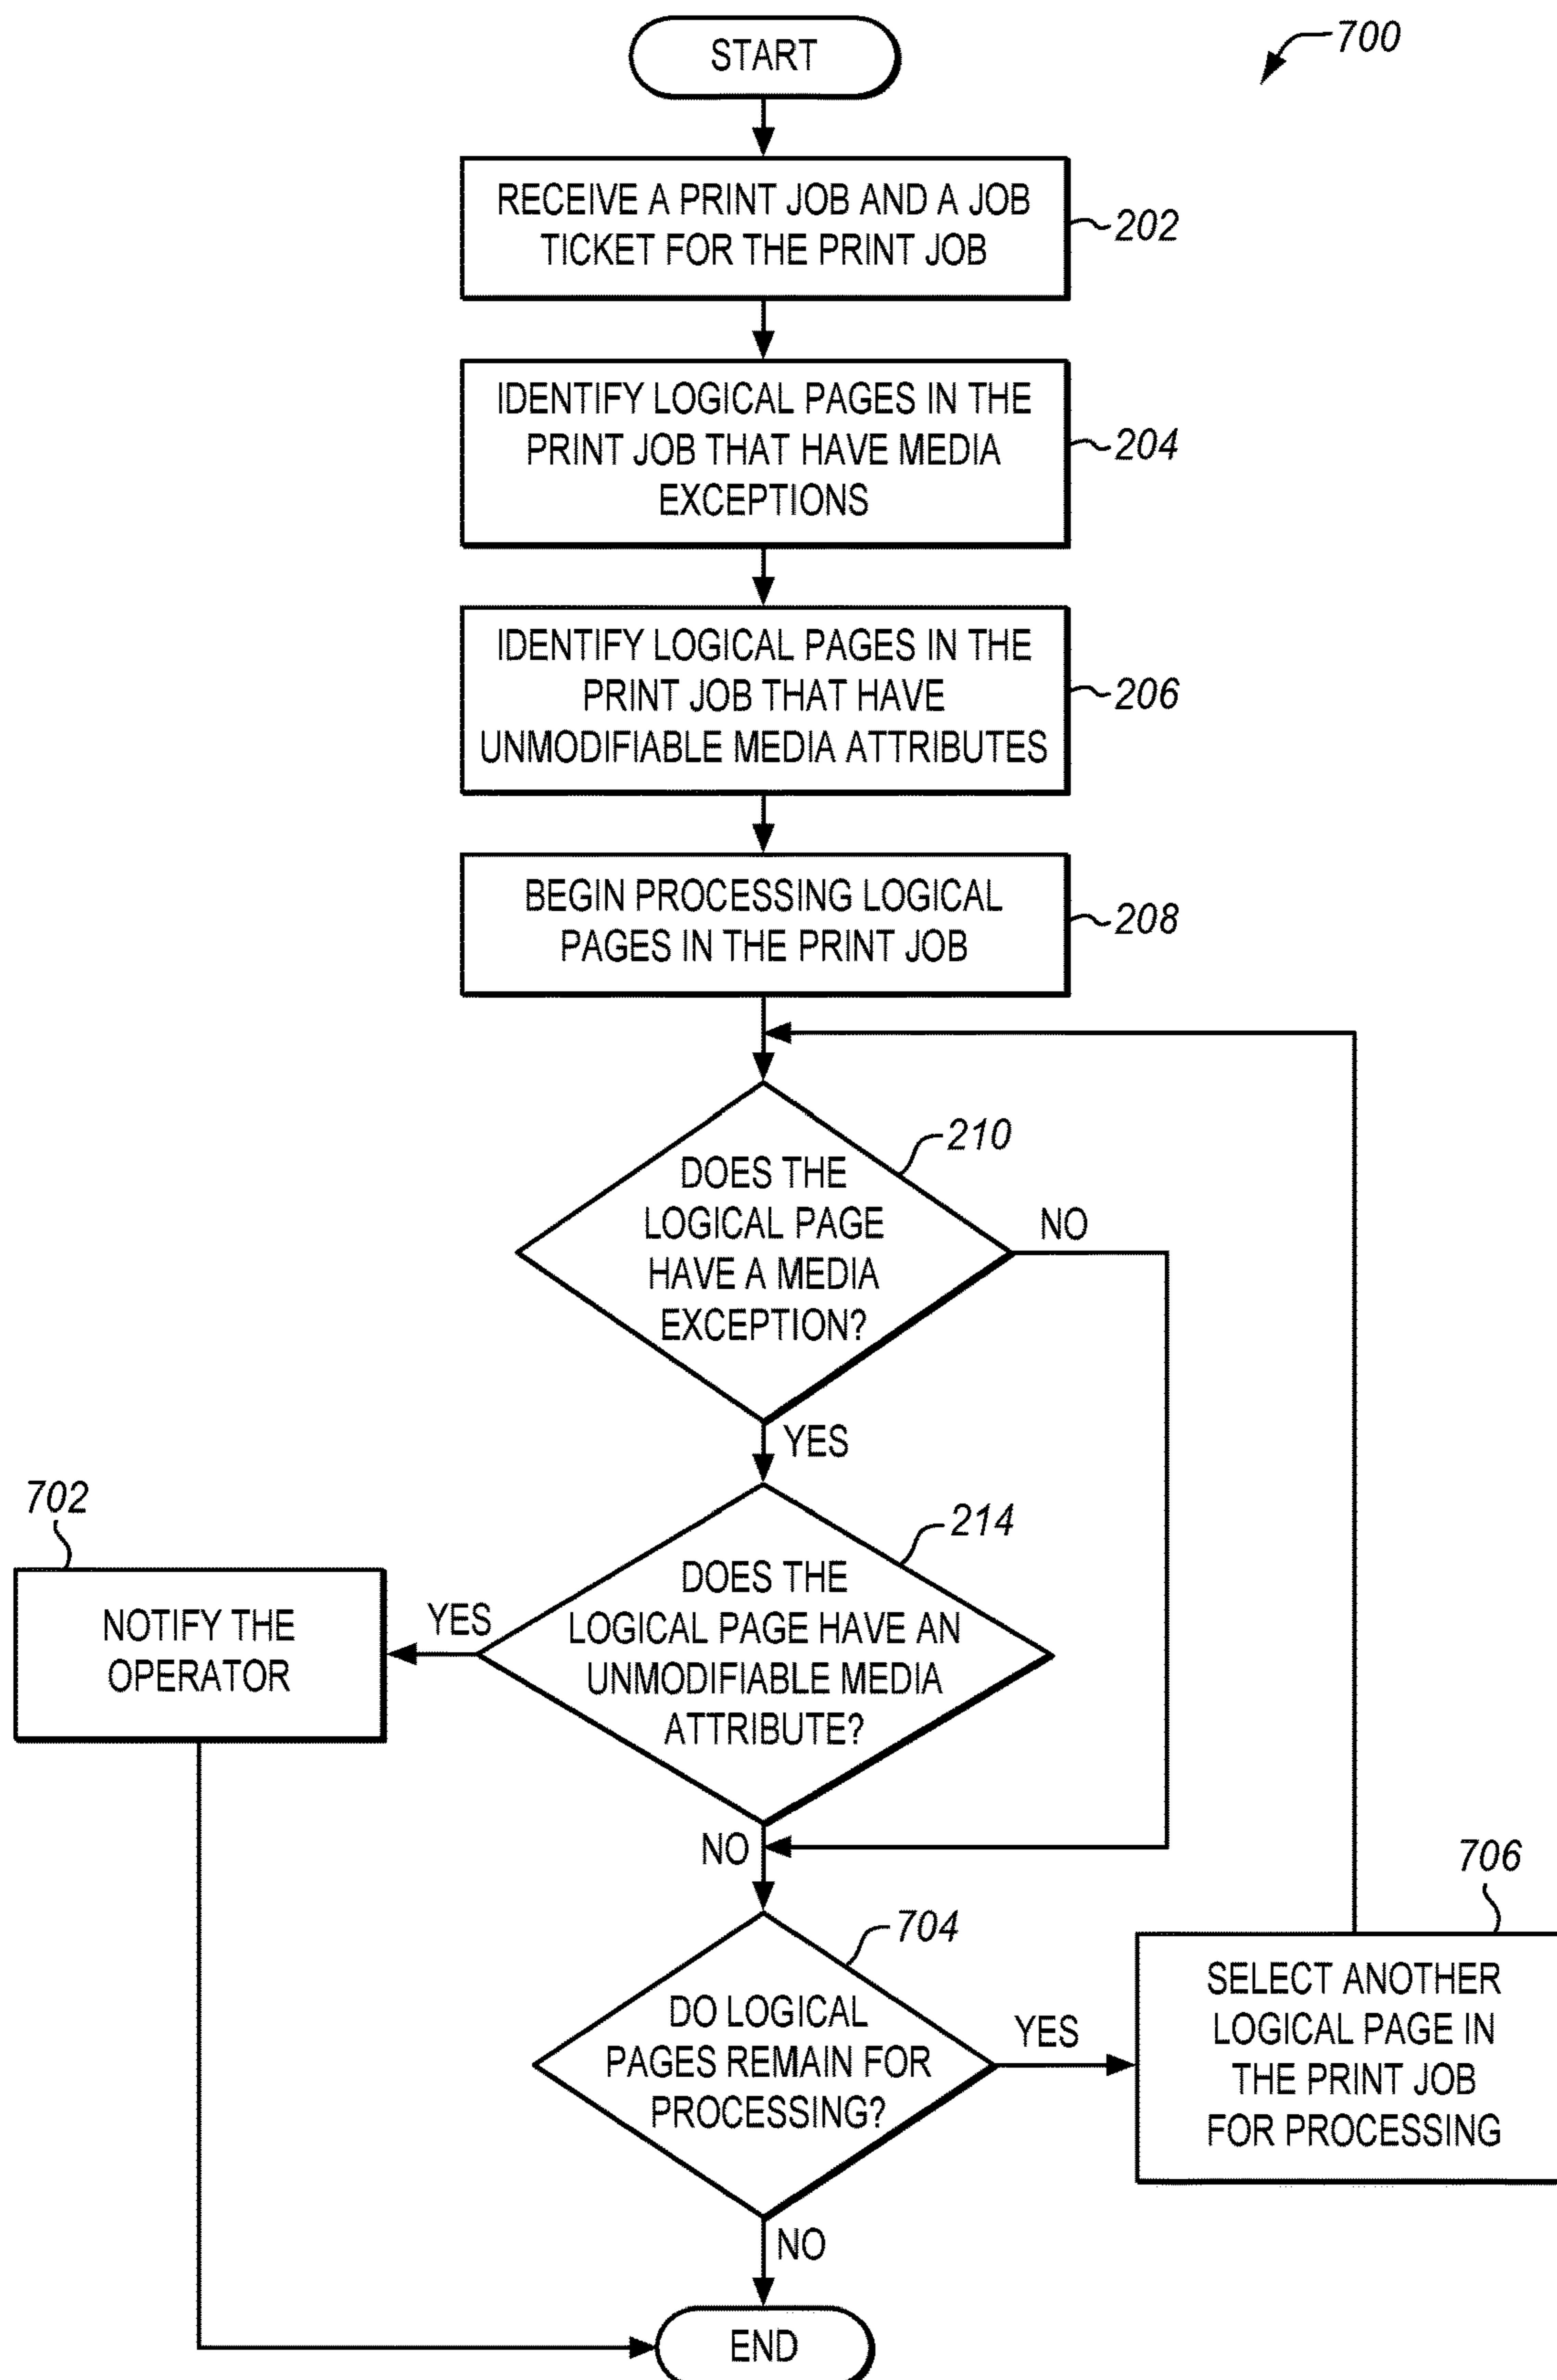 START
700
RECEIVE A PRINT JOB AND A JOB
TICKET FOR THE PRINT JOB
202
IDENTIFY LOGICAL PAGES IN THE
PRINT JOB THAT HAVE MEDIA
EXCEPTIONS
204
IDENTIFY LOGICAL PAGES IN THE
PRINT JOB THAT HAVE
UNMODIFIABLE MEDIA ATTRIBUTES
206
BEGIN PROCESSING LOGICAL
PAGES IN THE PRINT JOB
208
210
DOES THE
LOGICAL PAGE
HAVE A MEDIA
EXCEPTION?
NO
YES
702
NOTIFY THE
OPERATOR
YES
214
DOES THE
LOGICAL PAGE HAVE AN
UNMODIFIABLE MEDIA
ATTRIBUTE?
NO
704
DO LOGICAL
PAGES REMAIN FOR
PROCESSING?
YES
706
SELECT ANOTHER
LOGICAL PAGE IN
THE PRINT JOB
FOR PROCESSING
NO
END